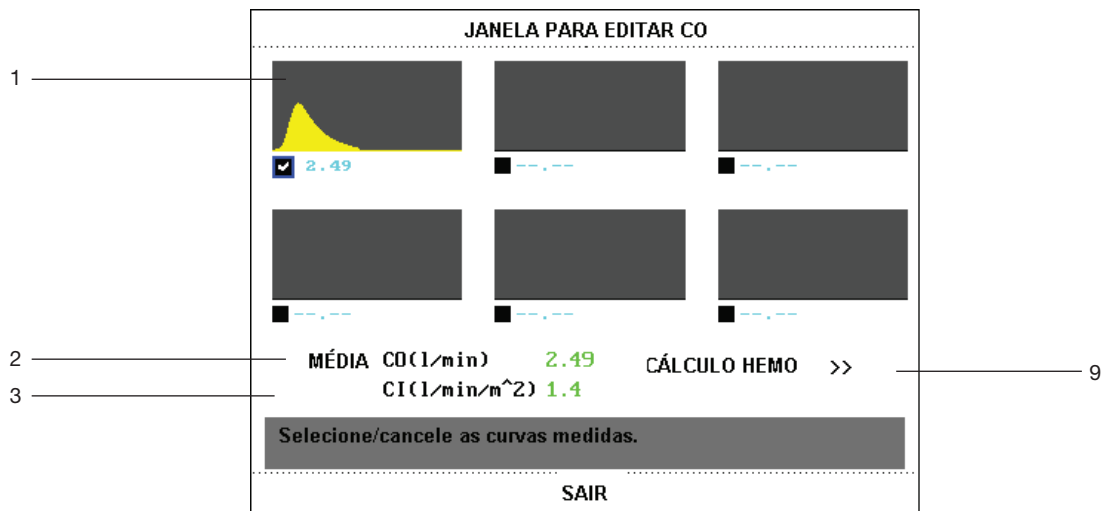 JANELA PARA EDITAR CO
1
2.49 --.-- --.--
--.-- --.-- --.--
2 MÉDIA CO(l/min) 2.49 CÁLCULO HEMO >> 9
3 CI(l/min/m^2) 1.4
Selecione/cancele as curvas medidas.
SAIR